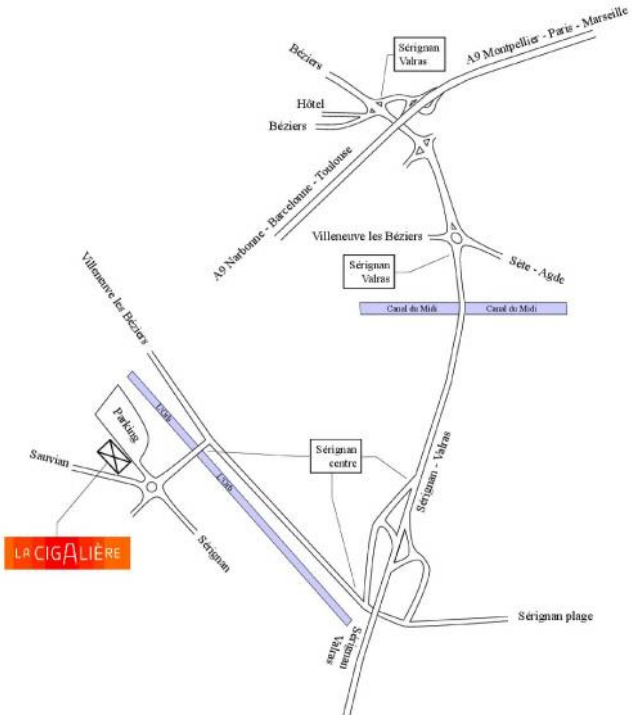 A9 Montpellier - Paris - Marseille
Sérignan
Valras
Béziers
Hôtel
Béziers
A9 Narbonne - Barcelonne - Toulouse
Villeneuve les Béziers
Séte - Agde
Sérignan
Valras
Canal du Midi
Canal du Midi
Villeneuve les Béziers
L'Orb
Parking
Sauvian
Sérignan
centre
Sérignan - Valras
L'Orb
Sérignan
LA CIGALIÈRE
Sérignan plage
Sérignan
Valras